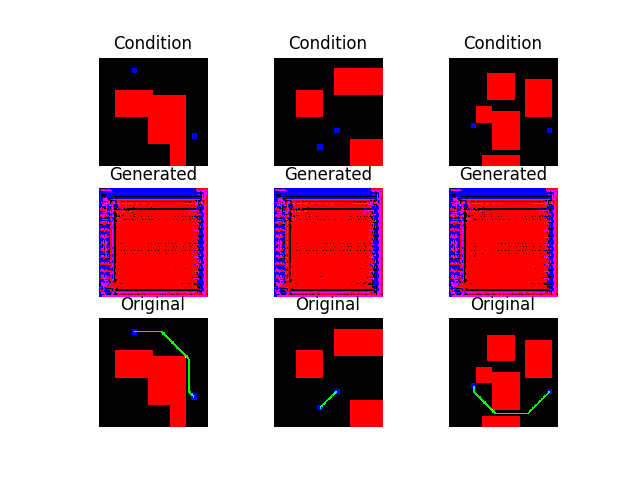 Condition Condition Condition
Generated Generated Generated
Original Original Original